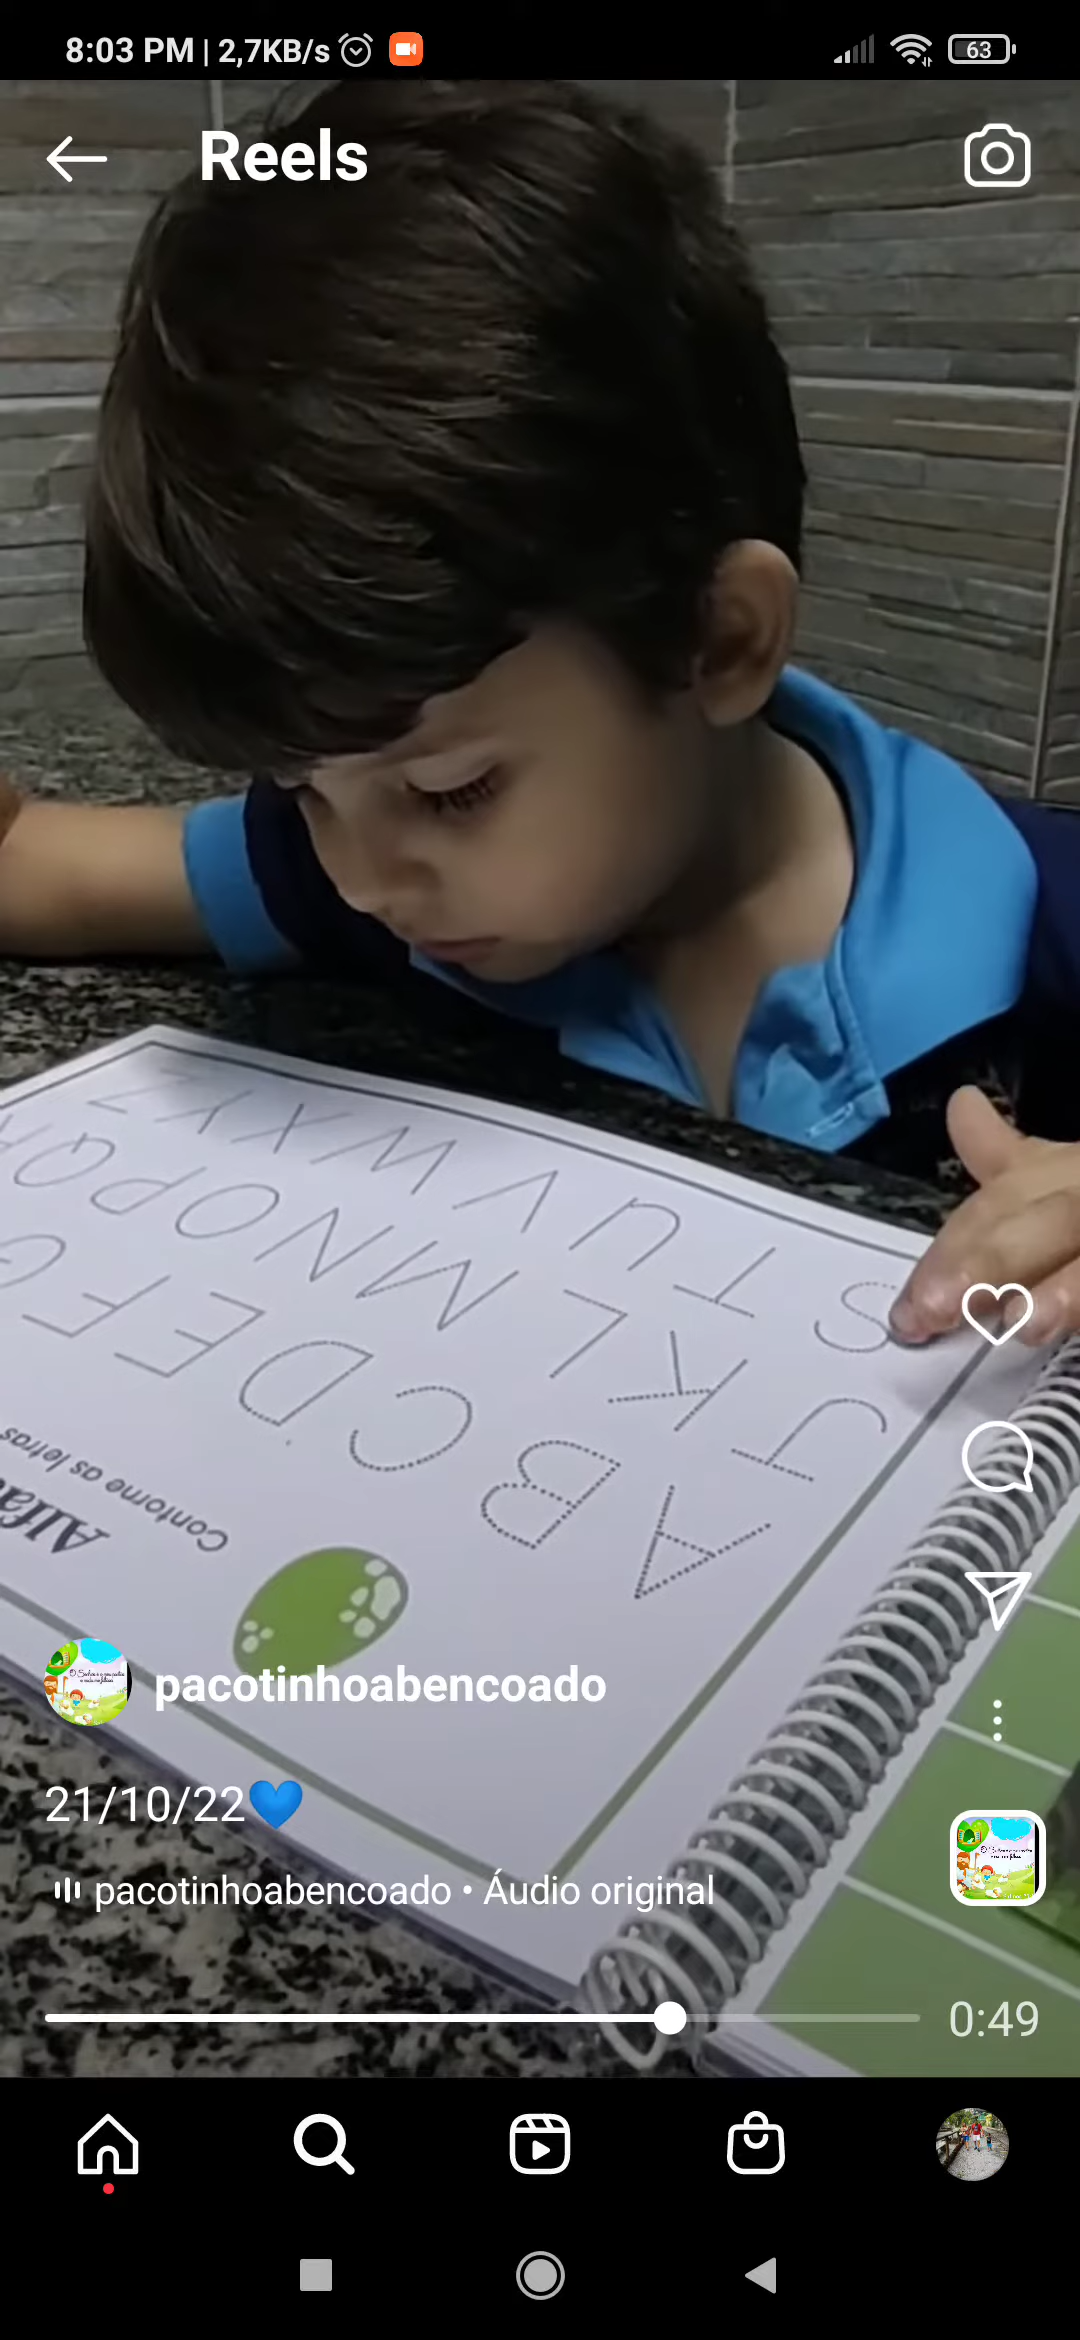 8:03 PM | 2,7KB/s
63
Reels
Alfa
Contorne as letras
A B C D E F G
J K L M N O P Q
S T U V W X Y Z
pacotinhoabencoado
21/10/22💙
pacotinhoabencoado • Áudio original
0:49